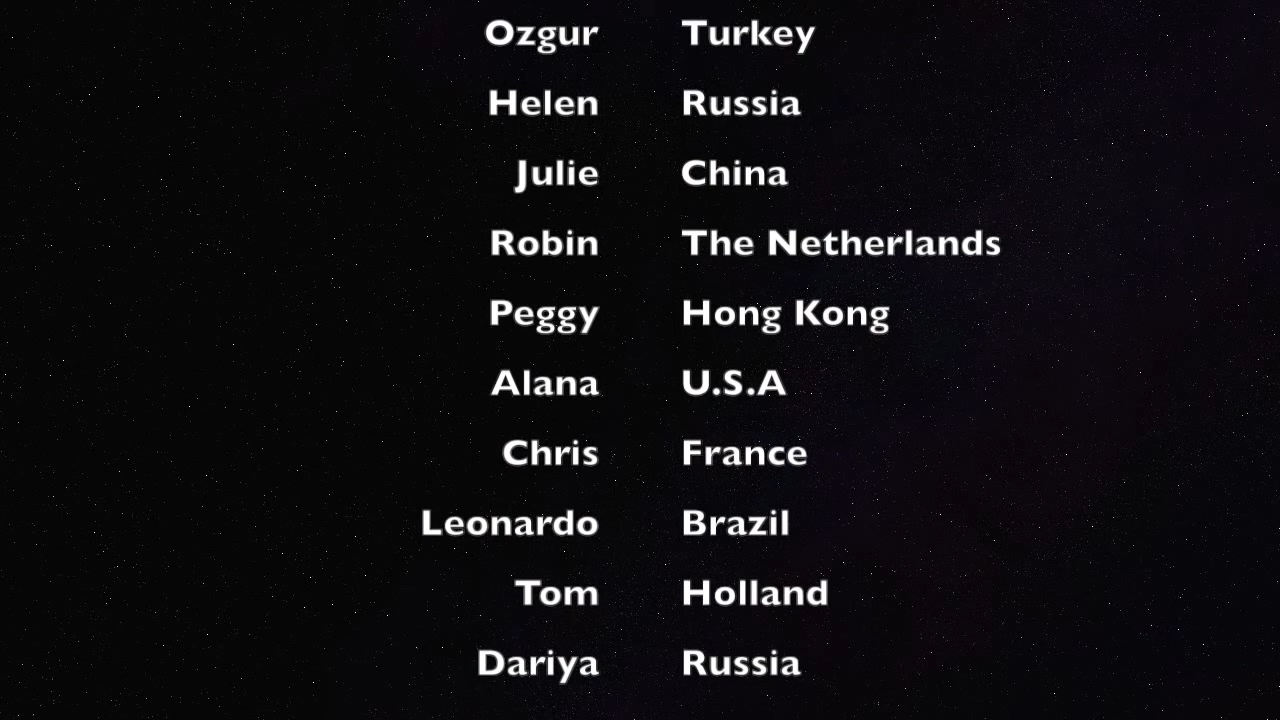 Ozgur Turkey
Helen Russia
Julie China
Robin The Netherlands
Peggy Hong Kong
Alana U.S.A
Chris France
Leonardo Brazil
Tom Holland
Dariya Russia